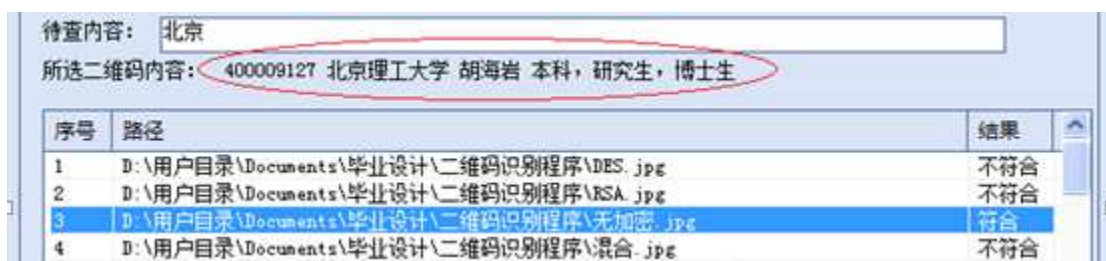 待查内容： 北京
所选二维码内容： 400009127 北京理工大学 胡海岩 本科，研究生，博士生
序号 路径 结果
1 D:\用户目录\Documents\毕业设计\二维码识别程序\DES.jpg 不符合
2 D:\用户目录\Documents\毕业设计\二维码识别程序\RSA.jpg 不符合
3 D:\用户目录\Documents\毕业设计\二维码识别程序\无加密.jpg 符合
4 D:\用户目录\Documents\毕业设计\二维码识别程序\混合.jpg 不符合